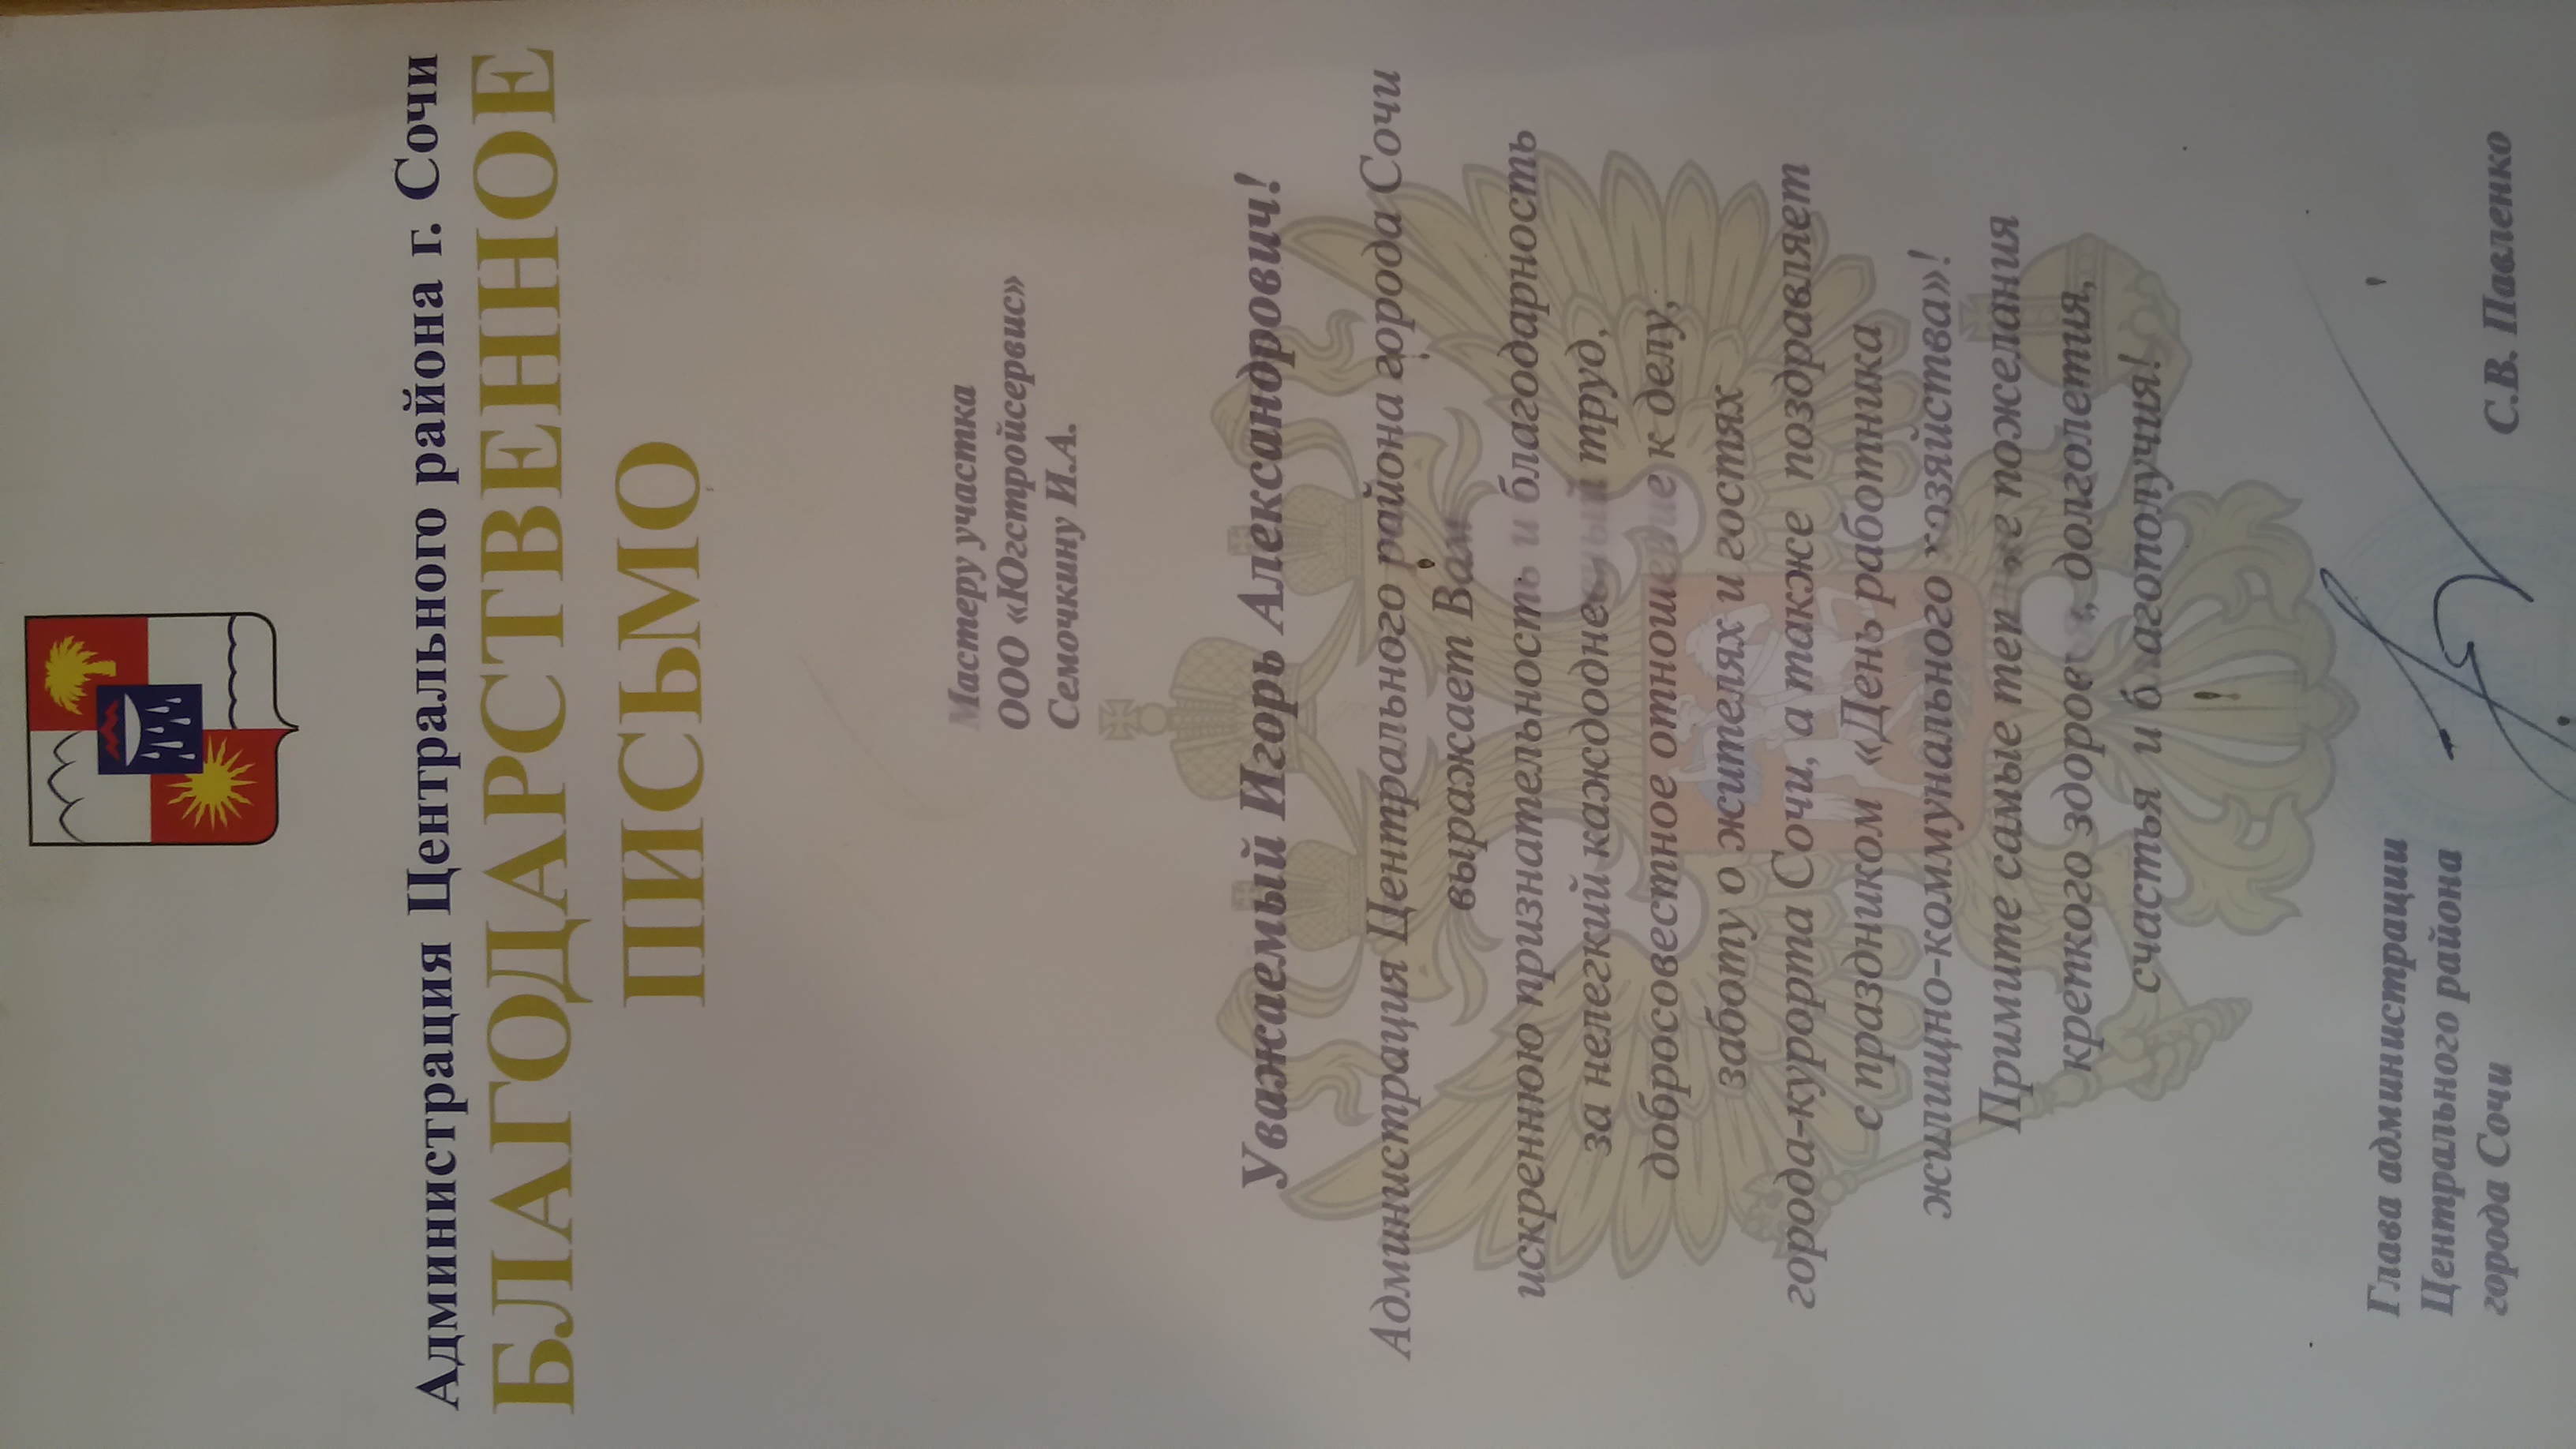 Администрация Центрального района г. Сочи
БЛАГОДАРСТВЕННОЕ
ПИСЬМО
Мастеру участка
ООО «Югстройсервис»
Семочкину И.А.
Уважаемый Игорь Александрович!
Администрация Центрального района города Сочи
выражает Вам
искреннюю признательность и благодарность
за нелегкий каждодневный труд,
добросовестное отношение к делу,
заботу о жителях и гостях
города-курорта Сочи, а также поздравляет
с праздником «День работника
жилищно-коммунального хозяйства»!
Примите самые теплые пожелания
крепкого здоровья, долголетия,
счастья и благополучия!
Глава администрации
Центрального района
города Сочи
С.В. Павленко